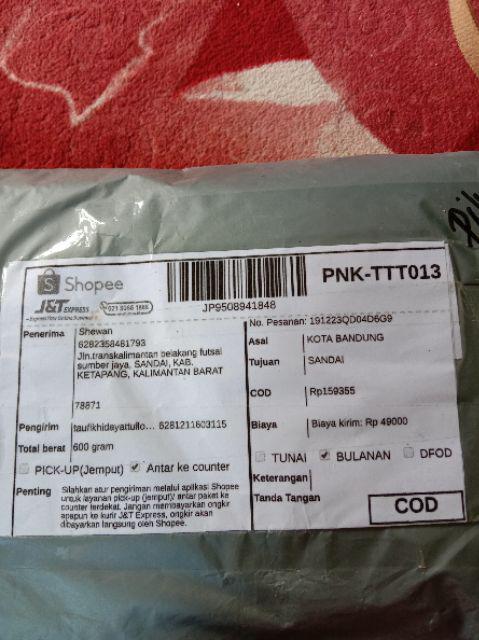 Shopee
J&T EXPRESS
021 8066 1888
JP9508941848
PNK-TTT013
Penerima
Shewan
6282358481793
Jln.transkalimantan belakang futsal
sumber jaya, SANDAI, KAB.
KETAPANG, KALIMANTAN BARAT
78871
Pengirim taufikhidayattullo... 6281211603115
Total berat 600 gram
PICK-UP(Jemput) Antar ke counter
Penting Silahkan atur pengiriman melalui aplikasi Shopee
untuk layanan pick-up (jemput)/ antar paket ke
counter terdekat. Jangan membayarkan ongkir
apapun ke kurir J&T Express, ongkir akan
dibayarkan langsung oleh Shopee.
No. Pesanan: 191223QD04D6G9
Asal KOTA BANDUNG
Tujuan SANDAI
COD Rp159355
Biaya Biaya kirim: Rp 49000
TUNAI BULANAN DFOD
Keterangan
Tanda Tangan
COD